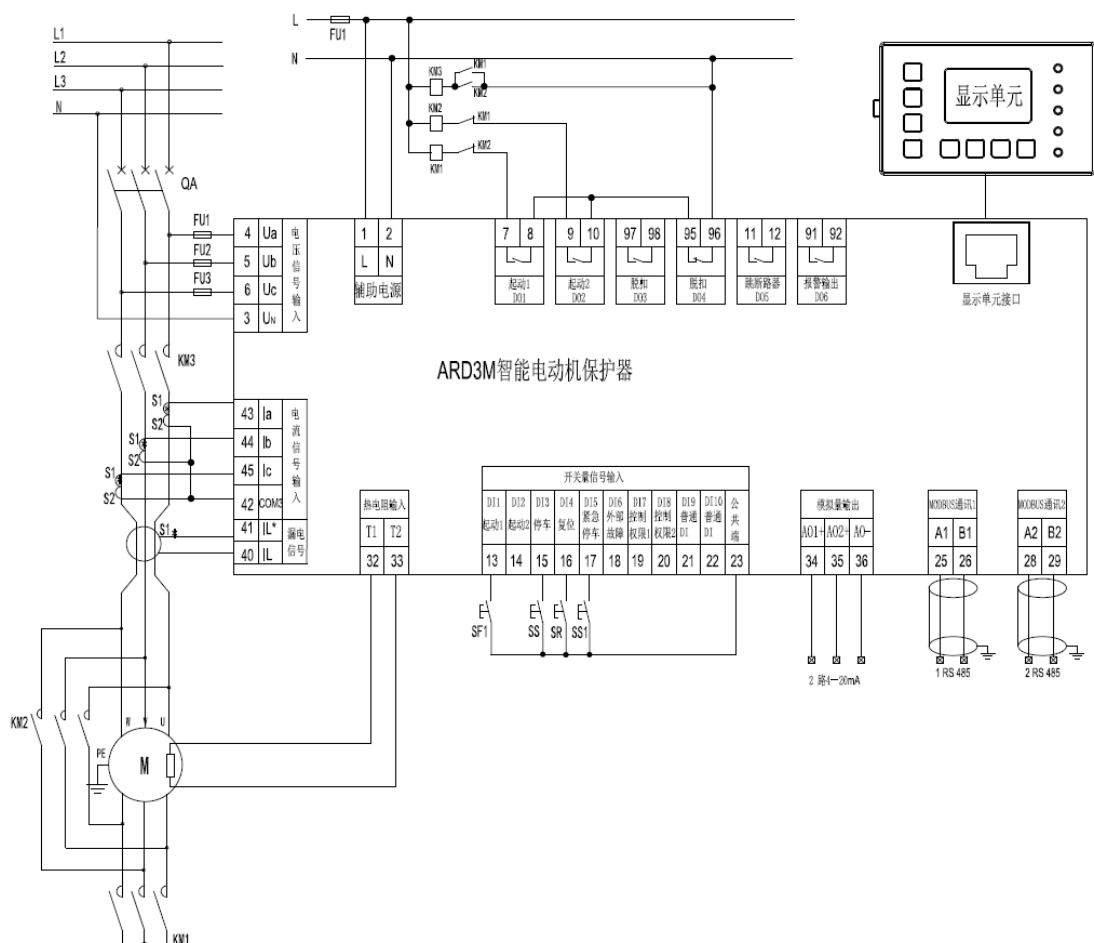 L
FU1
N
L1
L2
L3
N
KM3
KM1
KM2
KM2
KM1
KM2
KM1
显示单元
QA
FU1
FU2
FU3
4 Ua
5 Ub
6 Uc
3 UN
电压信号输入
1 2
L N
辅助电源
7 8
起动1
DO1
9 10
起动2
DO2
97 98
脱扣
DO3
95 96
脱扣
DO4
11 12
跳断路器
DO5
91 92
报警输出
DO6
显示单元接口
KM3
ARD3M智能电动机保护器
S1
S2
S1
S2
S1
S2
S1
43 Ia
44 Ib
45 Ic
42 COM3
电流信号输入
41 IL*
40 IL
漏电信号
热电阻输入
T1 T2
32 33
开关量信号输入
DI1 DI2 DI3 DI4 DI5 DI6 DI7 DI8 DI9 DI10 公共端
起动1 起动2 停车 复位 紧急停车 外部故障 控制权限1 控制权限2 普通DI 普通DI
13 14 15 16 17 18 19 20 21 22 23
SF1 SS SR SS1
模拟量输出
AO1+ AO2+ AO-
34 35 36
2 路4—20mA
MODBUS通讯1
A1 B1
25 26
1 RS 485
MODBUS通讯2
A2 B2
28 29
2 RS 485
KM2
W V U
PE
M
KM1